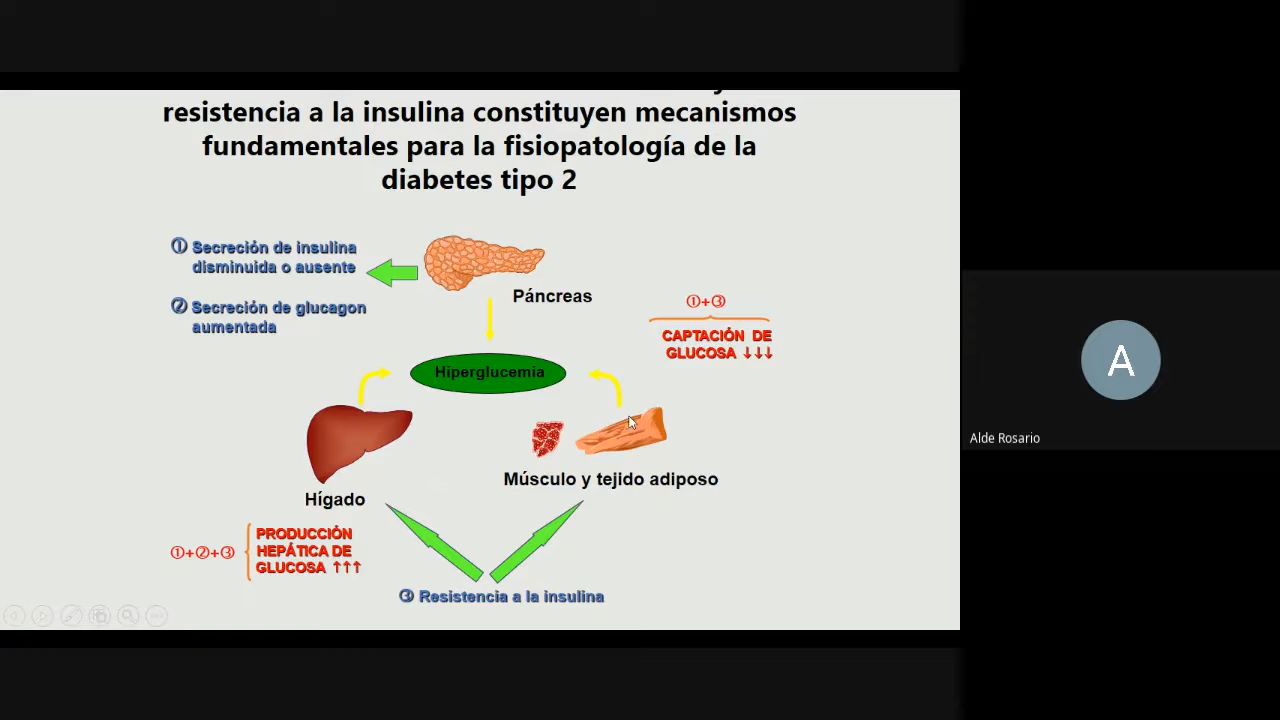 resistencia a la insulina constituyen mecanismos
fundamentales para la fisiopatología de la
diabetes tipo 2
① Secreción de insulina
disminuida o ausente
② Secreción de glucagon
aumentada
Páncreas
①+③
CAPTACIÓN DE
GLUCOSA ↓↓↓
Hiperglucemia
Hígado
Músculo y tejido adiposo
①+②+③
PRODUCCIÓN
HEPÁTICA DE
GLUCOSA ↑↑↑
③ Resistencia a la insulina
A
Alde Rosario